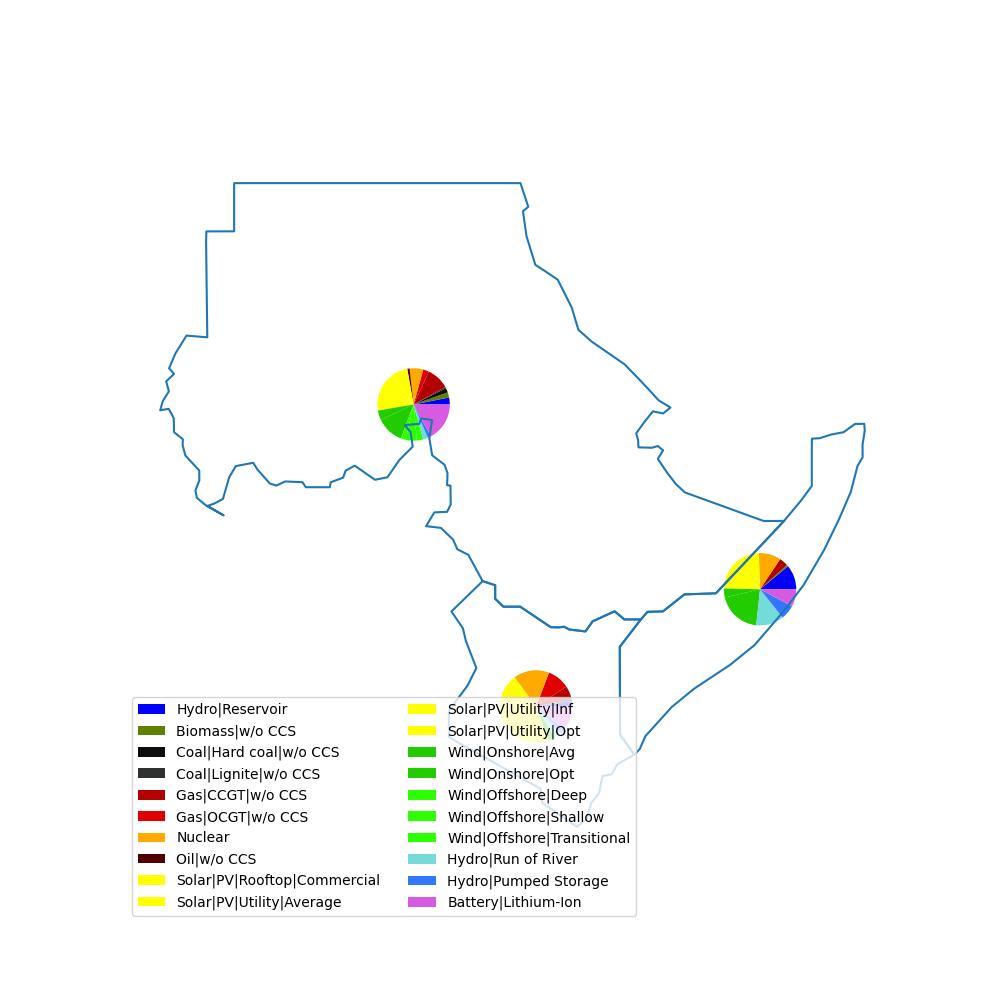 Hydro|Reservoir
Biomass|w/o CCS
Coal|Hard coal|w/o CCS
Coal|Lignite|w/o CCS
Gas|CCGT|w/o CCS
Gas|OCGT|w/o CCS
Nuclear
Oil|w/o CCS
Solar|PV|Rooftop|Commercial
Solar|PV|Utility|Average
Solar|PV|Utility|Inf
Solar|PV|Utility|Opt
Wind|Onshore|Avg
Wind|Onshore|Opt
Wind|Offshore|Deep
Wind|Offshore|Shallow
Wind|Offshore|Transitional
Hydro|Run of River
Hydro|Pumped Storage
Battery|Lithium-Ion